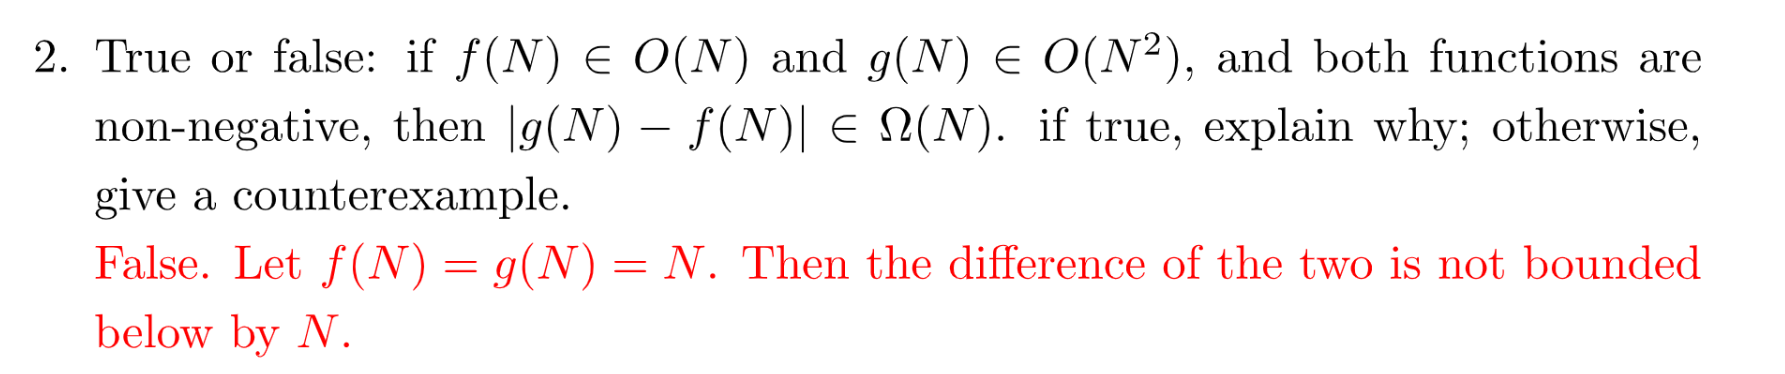 2. True or false: if f(N) ∈ O(N) and g(N) ∈ O(N²), and both functions are
non-negative, then |g(N) − f(N)| ∈ Ω(N). if true, explain why; otherwise,
give a counterexample.
False. Let f(N) = g(N) = N. Then the difference of the two is not bounded
below by N.